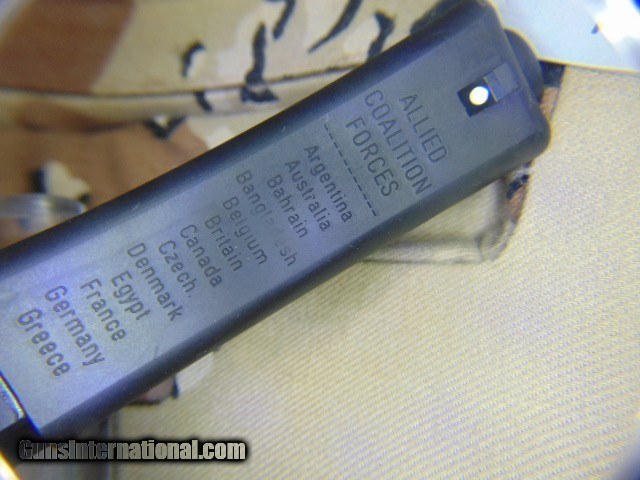 ALLIED
COALITION
FORCES
------------
Argentina
Australia
Bahrain
Bangladesh
Belgium
Britain
Canada
Czech.
Denmark
Egypt
France
Germany
Greece
GunsInternational.com